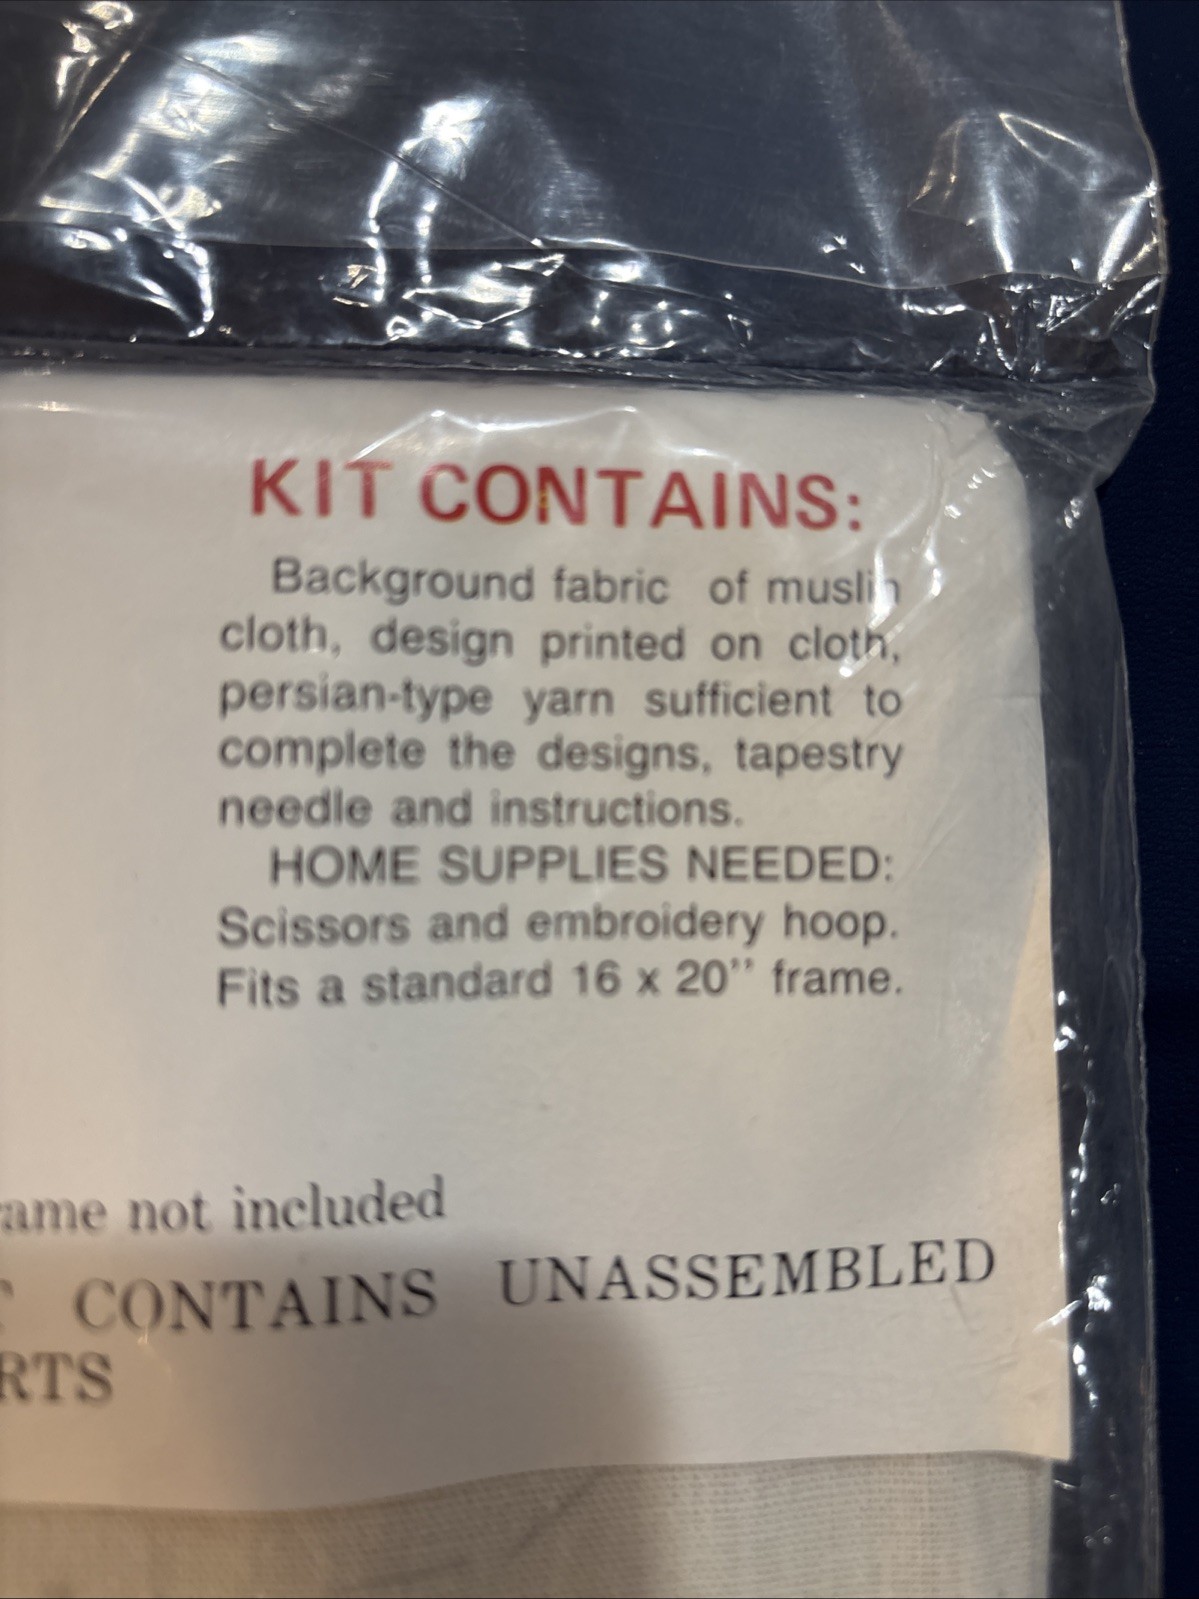 KIT CONTAINS:
Background fabric of muslin
cloth, design printed on cloth,
persian-type yarn sufficient to
complete the designs, tapestry
needle and instructions.
HOME SUPPLIES NEEDED:
Scissors and embroidery hoop.
Fits a standard 16 x 20” frame.
ame not included
CONTAINS UNASSEMBLED
RTS